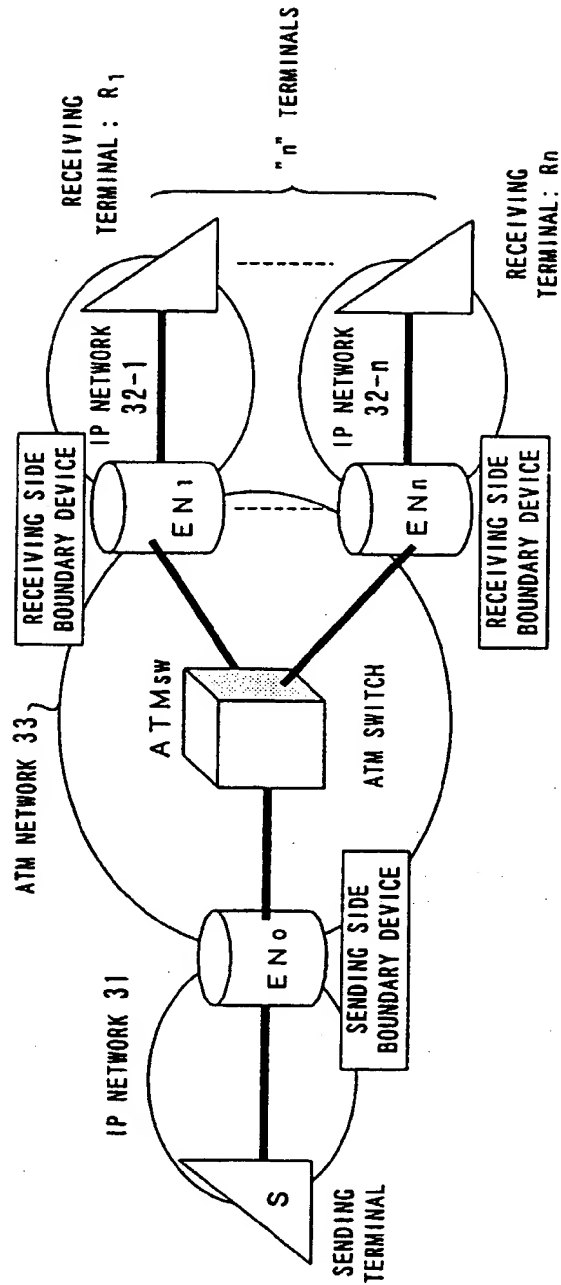 RECEIVING
TERMINAL: R1
"n" TERMINALS
RECEIVING
TERMINAL: Rn
IP NETWORK
32-1
IP NETWORK
32-n
RECEIVING SIDE
BOUNDARY DEVICE
EN1
ENn
RECEIVING SIDE
BOUNDARY DEVICE
ATM NETWORK 33
ATMSW
ATM SWITCH
IP NETWORK 31
EN0
SENDING SIDE
BOUNDARY DEVICE
S
SENDING
TERMINAL